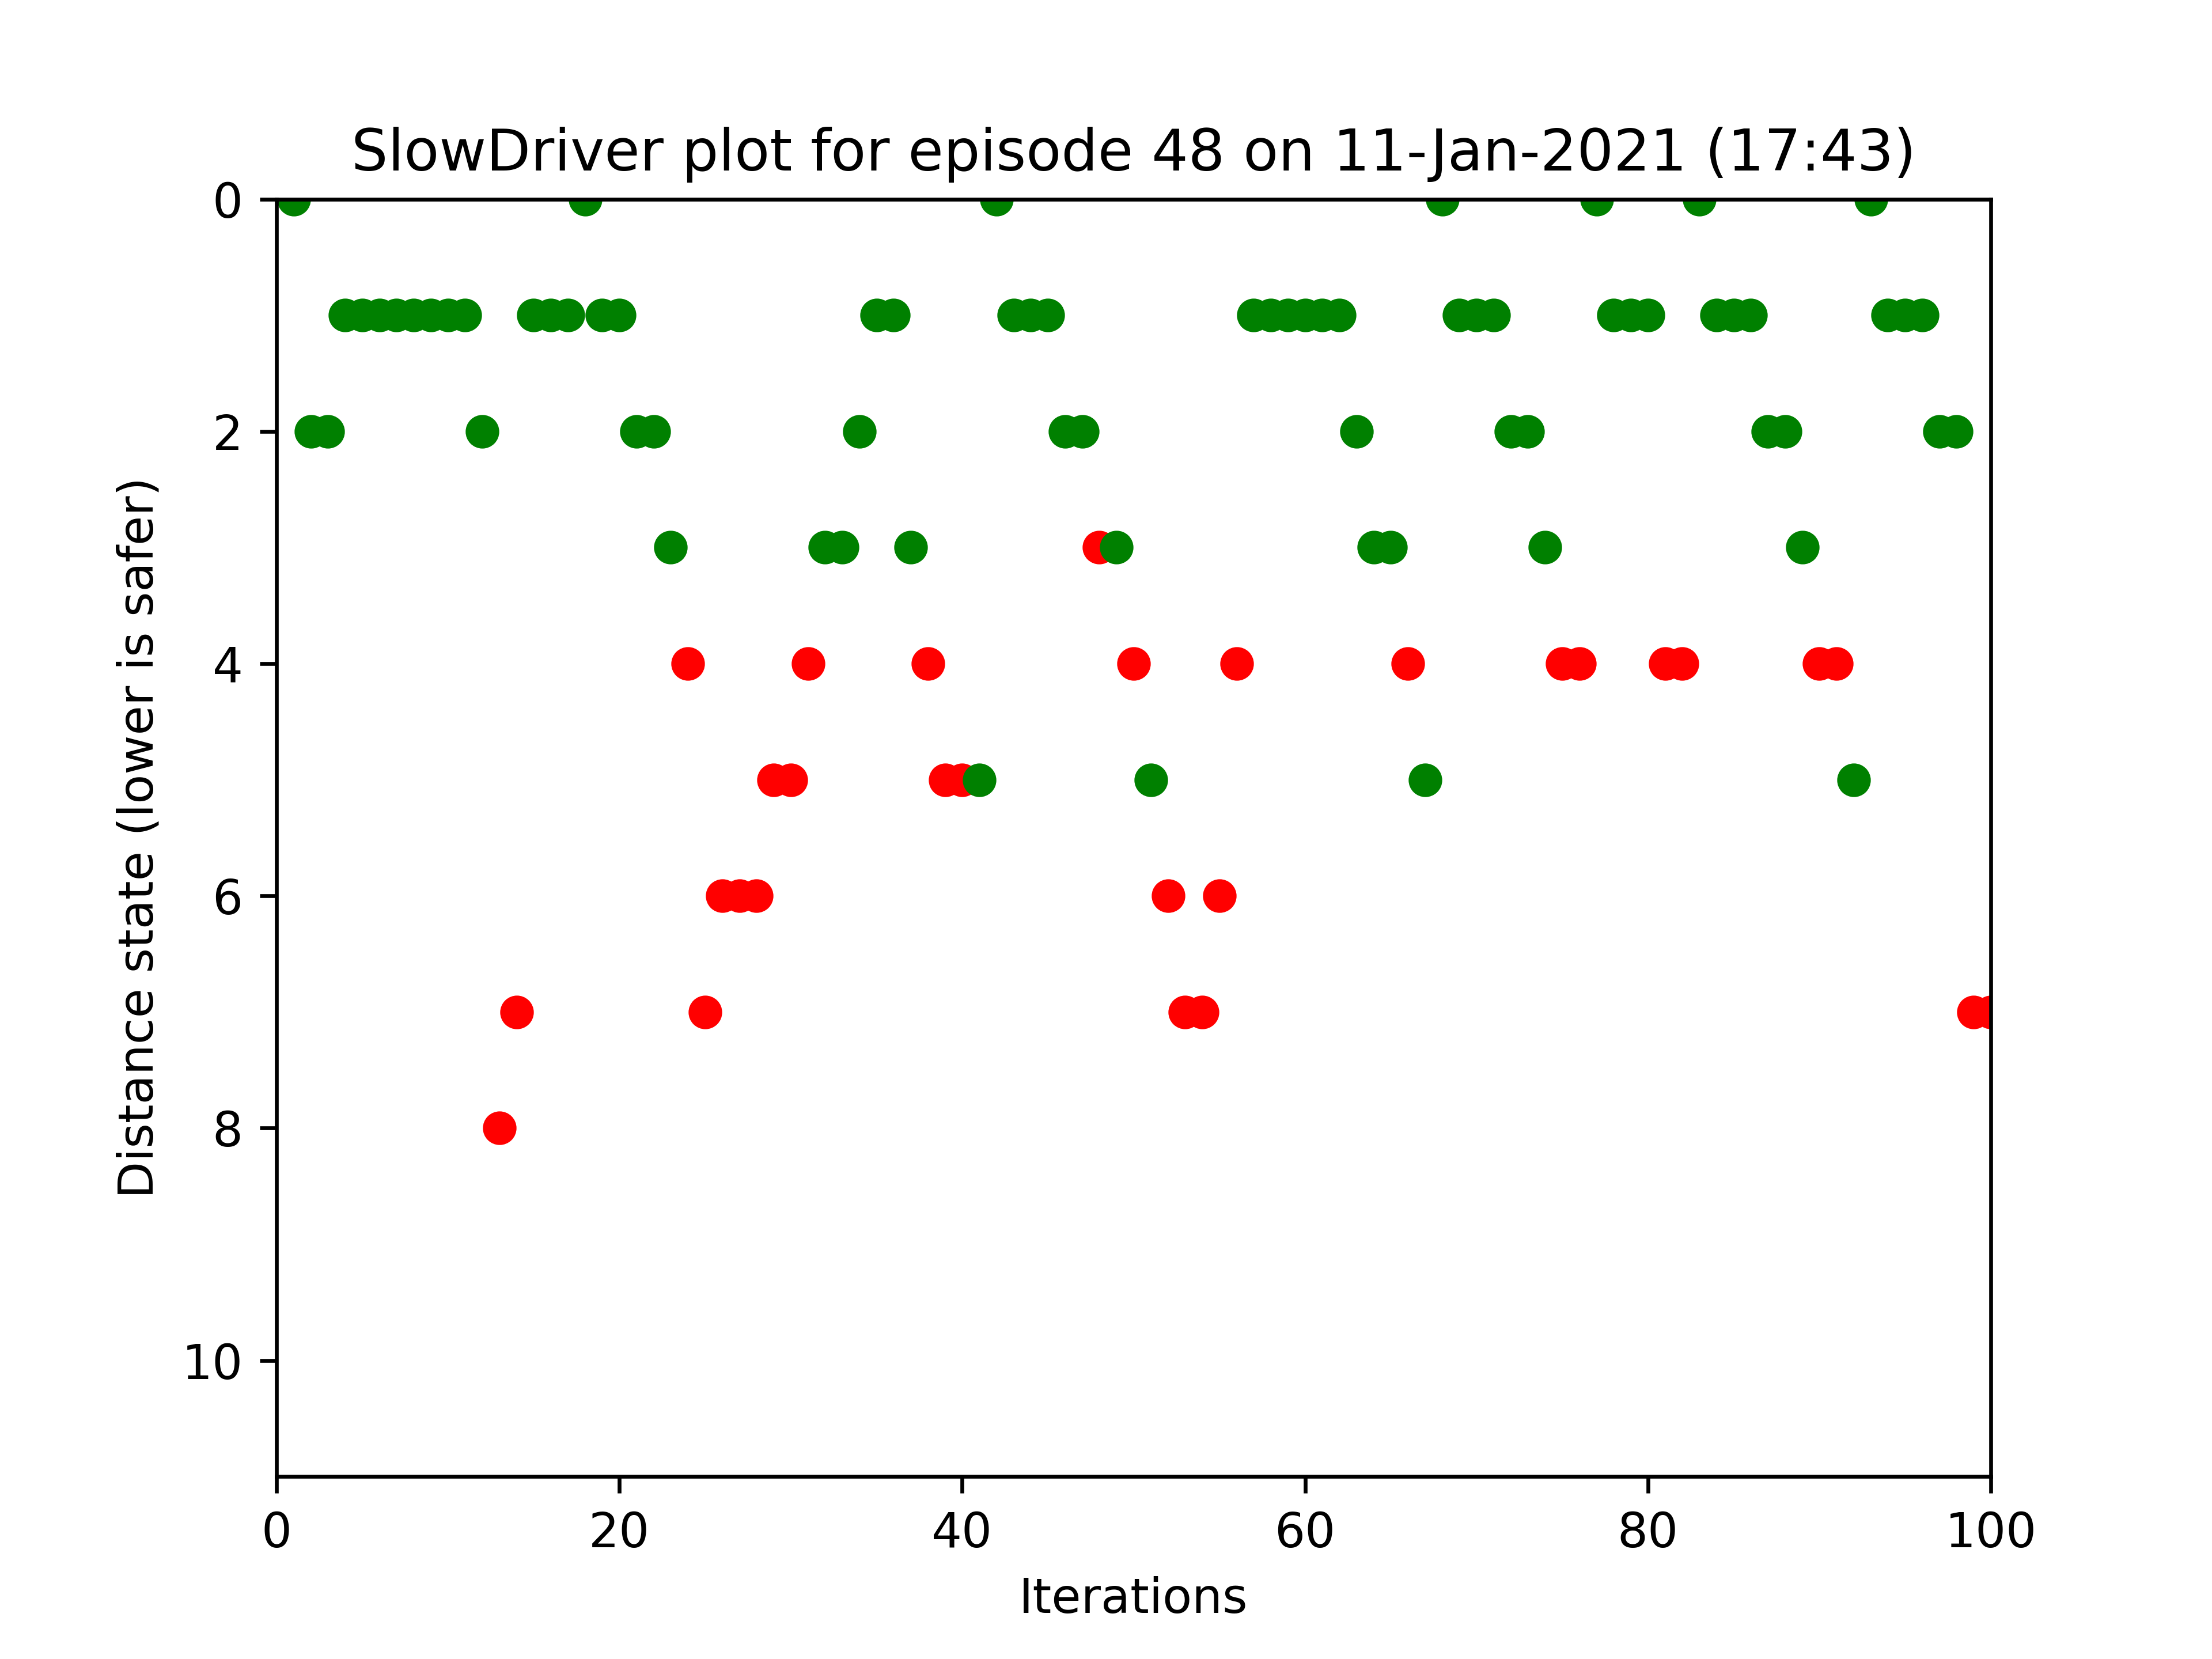 SlowDriver plot for episode 48 on 11-Jan-2021 (17:43)
0
2
4
6
8
10
Distance state (lower is safer)
0 20 40 60 80 100
Iterations